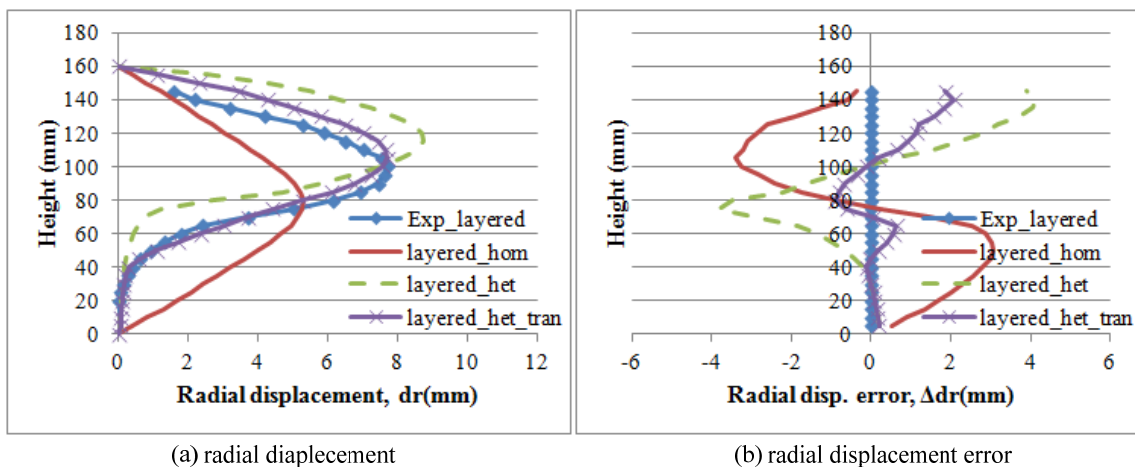 180
160
140
120
100
80
60
40
20
0
Height (mm)
Exp_layered
layered_hom
layered_het
layered_het_tran
0 2 4 6 8 10 12
Radial displacement, dr(mm)
180
160
140
120
100
80
60
40
20
0
Height (mm)
Exp_layered
layered_hom
layered_het
layered_het_tran
-6 -4 -2 0 2 4 6
Radial disp. error, Δdr(mm)
(a) radial diaplecement
(b) radial displacement error